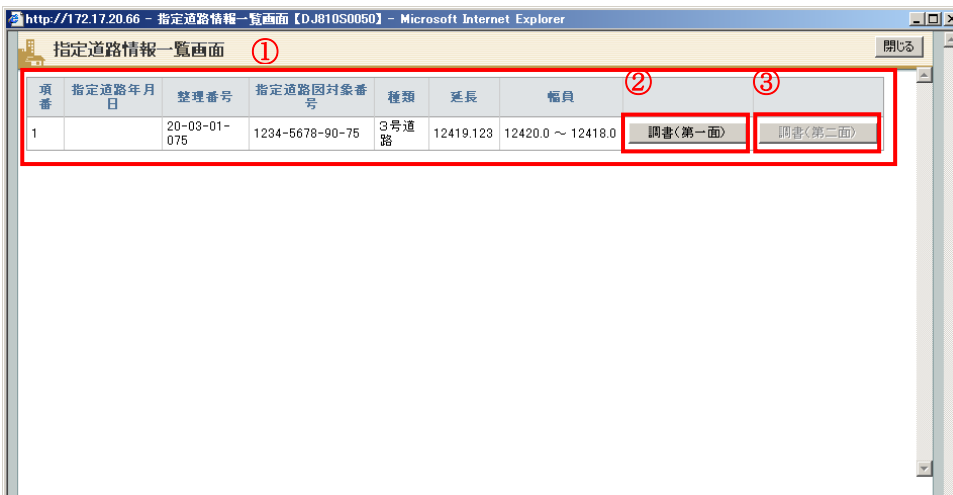 http://172.17.20.66 - 指定道路情報一覧画面【DJ810S0050】 - Microsoft Internet Explorer
指定道路情報一覧画面 ① 閉じる
② ③
項番 指定道路年月日 整理番号 指定道路図対象番号 種類 延長 幅員
1 20-03-01-075 1234-5678-90-75 3号道路 12419.123 12420.0 ~ 12418.0 調書(第一面) 調書(第二面)